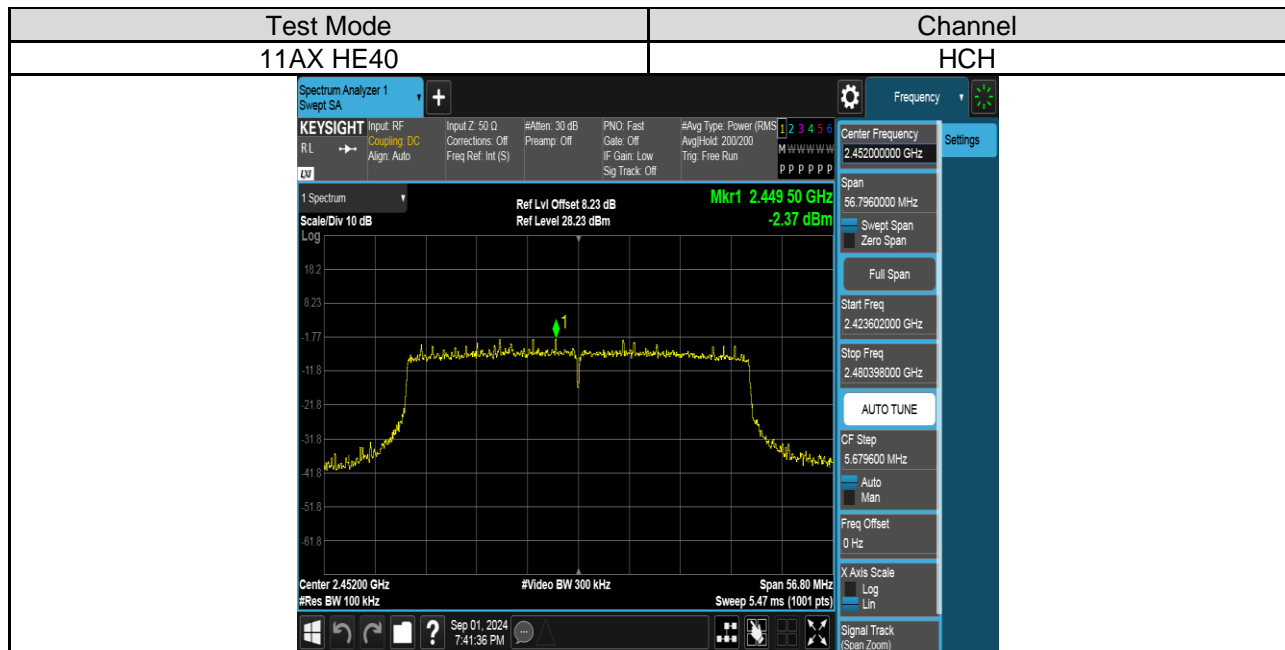 Test Mode Channel
11AX HE40 HCH
Spectrum Analyzer 1
Swept SA
Frequency
KEYSIGHT
RL
LXI
Input: RF
Coupling: DC
Align: Auto
Input Z: 50 Ω
Corrections: Off
Freq Ref: Int (S)
#Atten: 30 dB
Preamp: Off
PNO: Fast
Gate: Off
IF Gain: Low
Sig Track: Off
#Avg Type: Power (RMS
Avg|Hold: 200/200
Trig: Free Run
1 2 3 4 5 6
M W W W W W
P P P P P P
1 Spectrum
Scale/Div 10 dB
Log
Ref Lvl Offset 8.23 dB
Ref Level 28.23 dBm
Mkr1 2.449 50 GHz
-2.37 dBm
18.2
8.23
-1.77
-11.8
-21.8
-31.8
-41.8
-51.8
-61.8
1
Center 2.45200 GHz
#Res BW 100 kHz
#Video BW 300 kHz
Span 56.80 MHz
Sweep 5.47 ms (1001 pts)
Center Frequency
2.452000000 GHz
Settings
Span
56.7960000 MHz
Swept Span
Zero Span
Full Span
Start Freq
2.423602000 GHz
Stop Freq
2.480398000 GHz
AUTO TUNE
CF Step
5.679600 MHz
Auto
Man
Freq Offset
0 Hz
X Axis Scale
Log
Lin
Signal Track
(Span Zoom)
?
Sep 01, 2024
7:41:36 PM